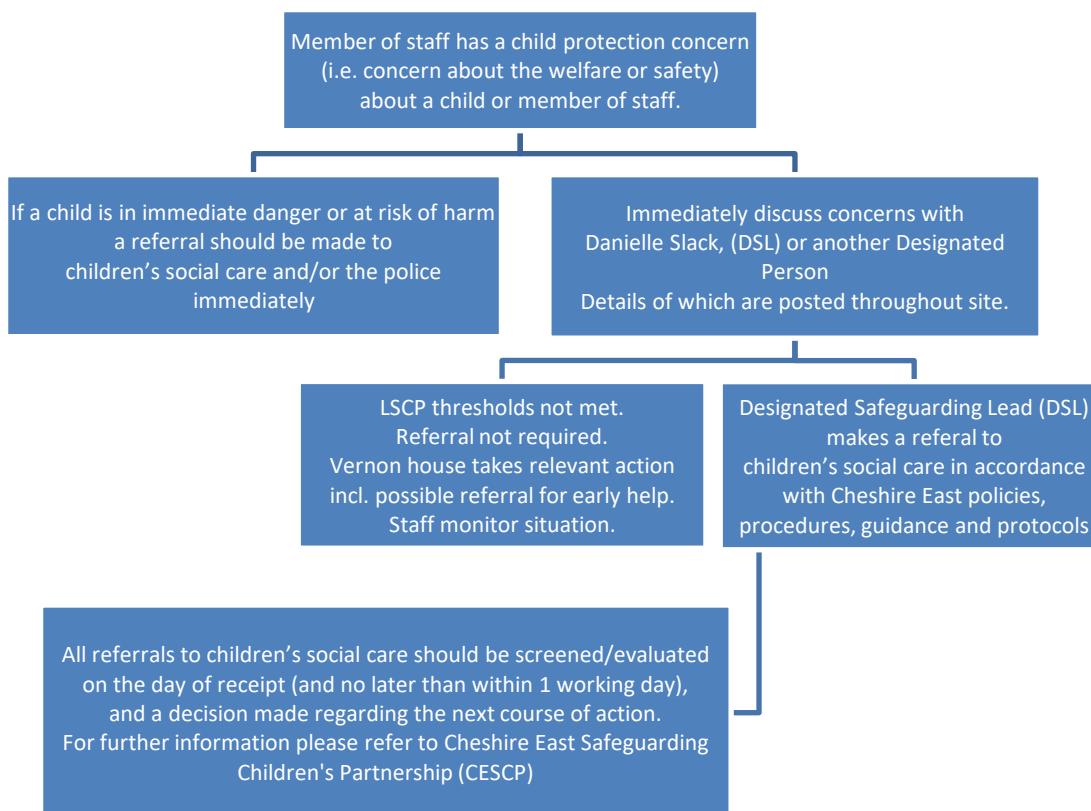 Member of staff has a child protection concern
(i.e. concern about the welfare or safety)
about a child or member of staff.
If a child is in immediate danger or at risk of harm
a referral should be made to
children’s social care and/or the police
immediately
Immediately discuss concerns with
Danielle Slack, (DSL) or another Designated
Person
Details of which are posted throughout site.
LSCP thresholds not met.
Referral not required.
Vernon house takes relevant action
incl. possible referral for early help.
Staff monitor situation.
Designated Safeguarding Lead (DSL)
makes a referal to
children’s social care in accordance
with Cheshire East policies,
procedures, guidance and protocols
All referrals to children’s social care should be screened/evaluated
on the day of receipt (and no later than within 1 working day),
and a decision made regarding the next course of action.
For further information please refer to Cheshire East Safeguarding
Children's Partnership (CESCP)